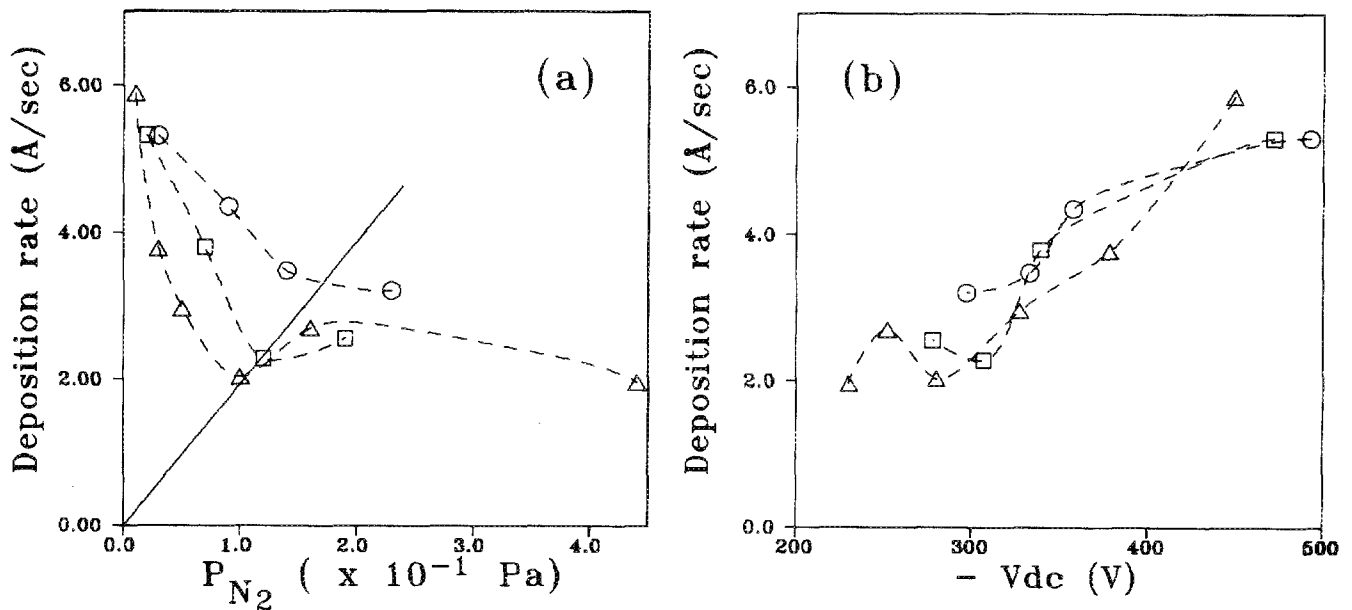 (a)
Deposition rate (Å/sec)
6.00
4.00
2.00
0.00
0.0 1.0 2.0 4.0
P_N₂ ( x 10⁻¹ Pa)
(b)
Deposition rate (Å/sec)
6.0
4.0
2.0
0.0
200 300 400 500
− Vdc (V)